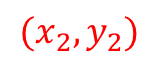 (x₂, y₂)